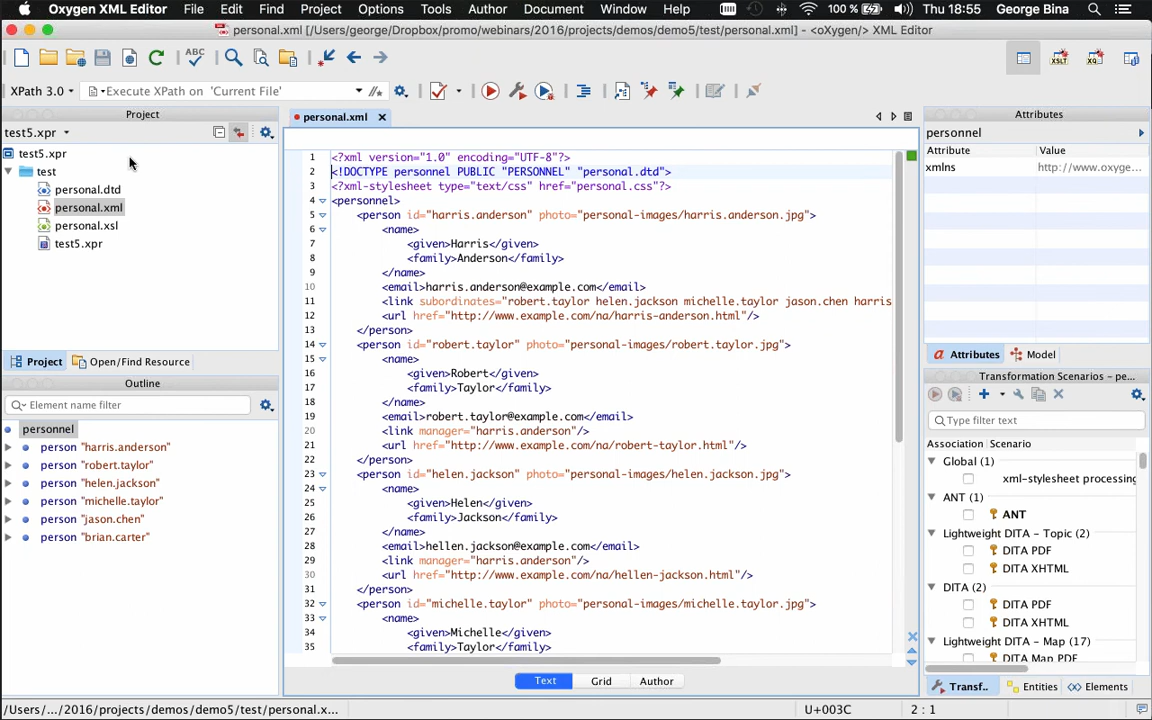 Oxygen XML Editor File Edit Find Project Options Tools Author Document Window Help 100 % Thu 18:55 George Bina
personal.xml [/Users/george/Dropbox/promo/webinars/2016/projects/demos/demo5/test/personal.xml] - <oXygen/> XML Editor
ABC XSLT XQ
XPath 3.0 Execute XPath on 'Current File'
Project
test5.xpr
test5.xpr
test
personal.dtd
personal.xml
personal.xsl
test5.xpr
Project Open/Find Resource
Outline
Element name filter
personnel
person "harris.anderson"
person "robert.taylor"
person "helen.jackson"
person "michelle.taylor"
person "jason.chen"
person "brian.carter"
personal.xml
1 <?xml version="1.0" encoding="UTF-8"?>
2 <!DOCTYPE personnel PUBLIC "PERSONNEL" "personal.dtd">
3 <?xml-stylesheet type="text/css" href="personal.css"?>
4 <personnel>
5 <person id="harris.anderson" photo="personal-images/harris.anderson.jpg">
6 <name>
7 <given>Harris</given>
8 <family>Anderson</family>
9 </name>
10 <email>harris.anderson@example.com</email>
11 <link subordinates="robert.taylor helen.jackson michelle.taylor jason.chen harris
12 <url href="http://www.example.com/na/harris-anderson.html"/>
13 </person>
14 <person id="robert.taylor" photo="personal-images/robert.taylor.jpg">
15 <name>
16 <given>Robert</given>
17 <family>Taylor</family>
18 </name>
19 <email>robert.taylor@example.com</email>
20 <link manager="harris.anderson"/>
21 <url href="http://www.example.com/na/robert-taylor.html"/>
22 </person>
23 <person id="helen.jackson" photo="personal-images/helen.jackson.jpg">
24 <name>
25 <given>Helen</given>
26 <family>Jackson</family>
27 </name>
28 <email>hellen.jackson@example.com</email>
29 <link manager="harris.anderson"/>
30 <url href="http://www.example.com/na/hellen-jackson.html"/>
31 </person>
32 <person id="michelle.taylor" photo="personal-images/michelle.taylor.jpg">
33 <name>
34 <given>Michelle</given>
35 <family>Taylor</family>
Text Grid Author
Attributes
personnel
Attribute Value
xmlns http://www.oxyge...
Attributes Model
Transformation Scenarios - pe...
Type filter text
Association Scenario
Global (1)
xml-stylesheet processing
ANT (1)
ANT
Lightweight DITA - Topic (2)
DITA PDF
DITA XHTML
DITA (2)
DITA PDF
DITA XHTML
Lightweight DITA - Map (17)
DITA Map PDF
Transf.. Entities Elements
/Users/.../2016/projects/demos/demo5/test/personal.x... U+003C 2 : 1